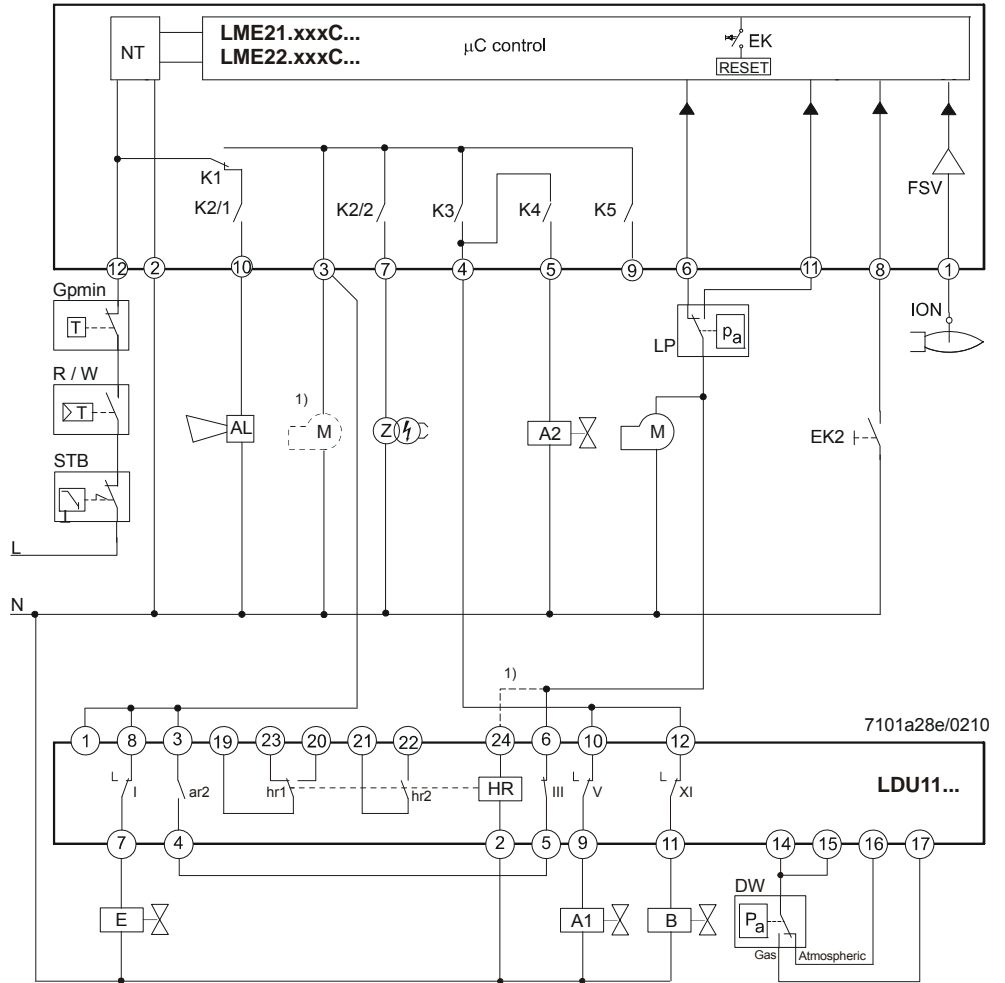 LME21.xxxC...
LME22.xxxC...
NT
µC control
EK
RESET
FSV
K1
K2/1
K2/2
K3
K4
K5
12
2
10
3
7
4
5
9
6
11
8
1
Gpmin
T
ION
LP
pa
R / W
T
1)
AL
M
Z
A2
M
EK2
STB
L
N
1)
7101a28e/0210
1
8
3
19
23
20
21
22
24
6
10
12
LDU11...
L
I
ar2
hr1
hr2
HR
III
L
V
L
XI
7
4
2
5
9
11
14
15
16
17
DW
E
A1
B
Pa
Gas
Atmospheric